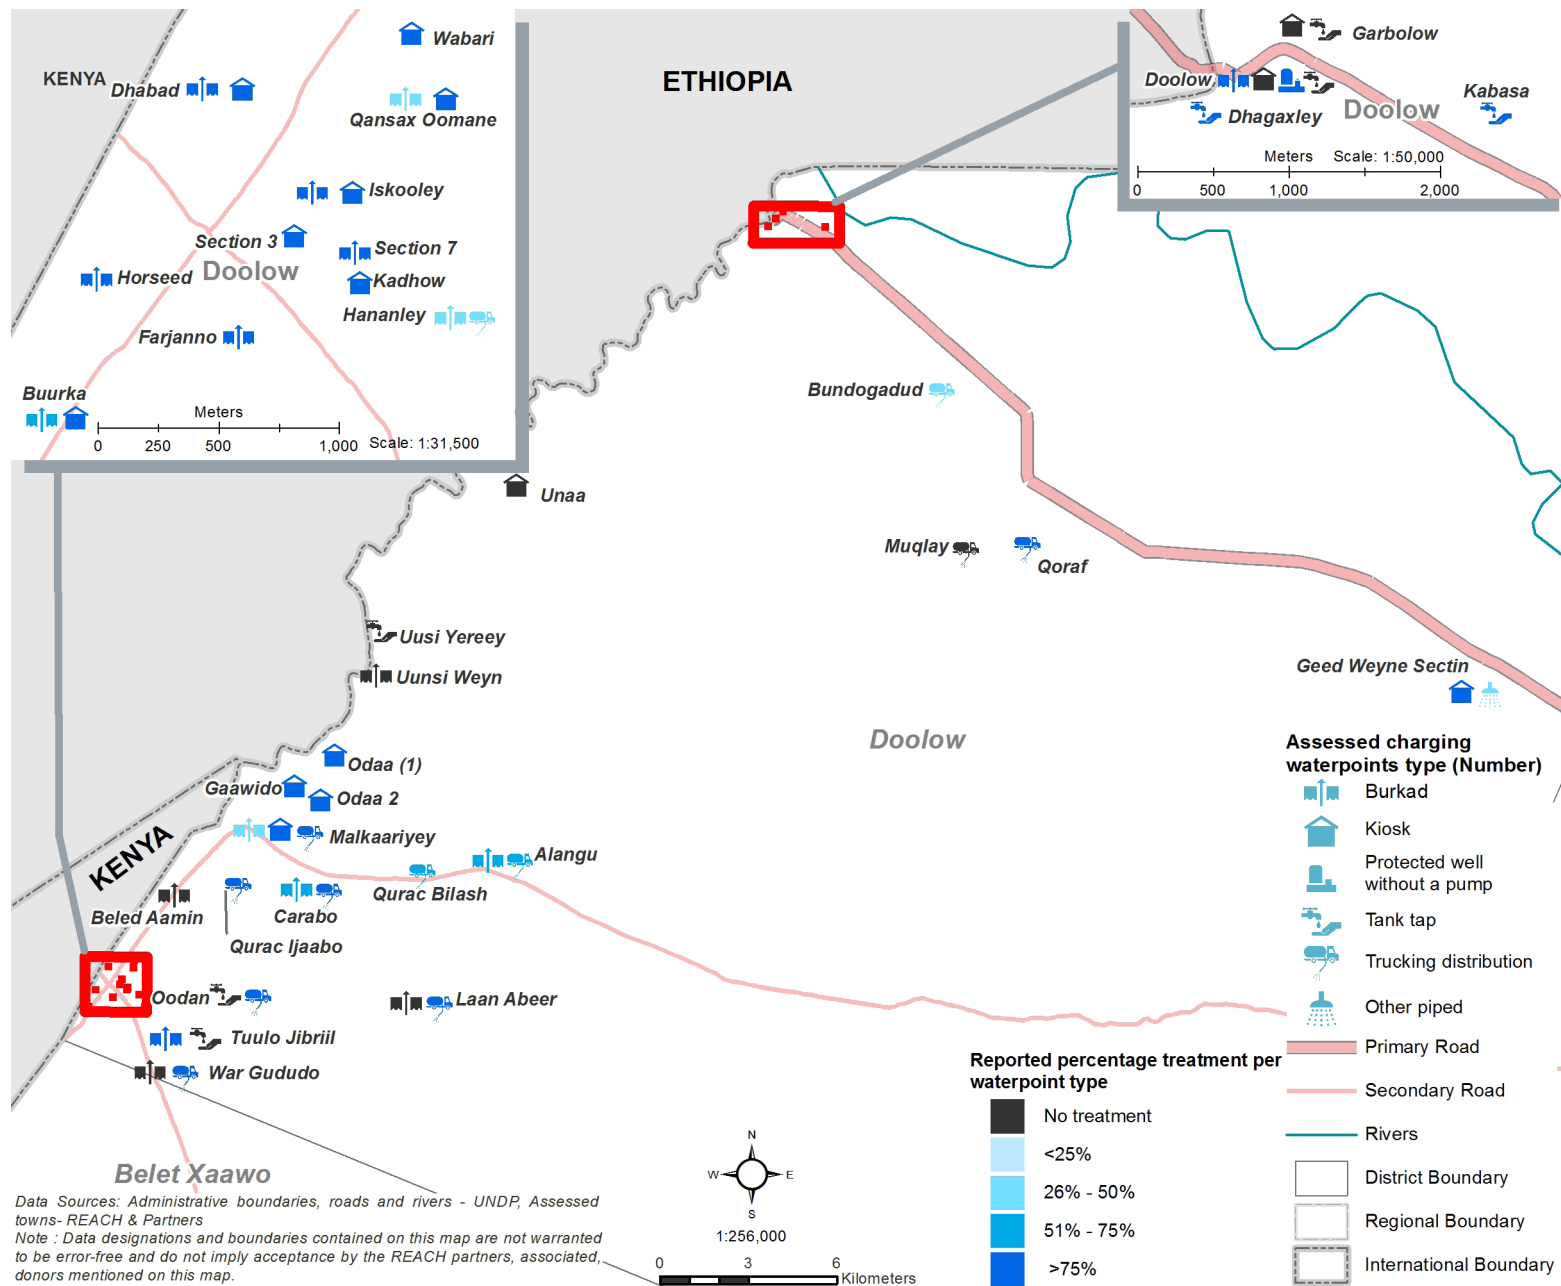 KENYA
Dhabad
Wabari
Qansax Oomane
Iskooley
Section 3
Doolow
Section 7
Horseed
Kadhow
Hananley
Farjanno
Buurka
Meters
0 250 500 1,000 Scale: 1:31,500
ETHIOPIA
Garbolow
Doolow
Kabasa
Dhagaxley
Doolow
Meters Scale: 1:50,000
0 500 1,000 2,000
Bundogadud
Unaa
Muqlay
Qoraf
Uusi Yereey
Uunsi Weyn
Geed Weyne Sectin
Doolow
Odaa (1)
Gaawido
Odaa 2
Malkaariyey
KENYA
Alangu
Qurac Bilash
Beled Aamin
Carabo
Qurac Ijaabo
Oodan
Laan Abeer
Tuulo Jibriil
War Gududo
Belet Xaawo
Assessed charging
waterpoints type (Number)
Burkad
Kiosk
Protected well
without a pump
Tank tap
Trucking distribution
Other piped
Primary Road
Secondary Road
Rivers
District Boundary
Regional Boundary
International Boundary
Reported percentage treatment per
waterpoint type
No treatment
<25%
26% - 50%
51% - 75%
>75%
N
W E
S
1:256,000
0 3 6
Kilometers
Data Sources: Administrative boundaries, roads and rivers - UNDP, Assessed
towns- REACH & Partners
Note : Data designations and boundaries contained on this map are not warranted
to be error-free and do not imply acceptance by the REACH partners, associated,
donors mentioned on this map.